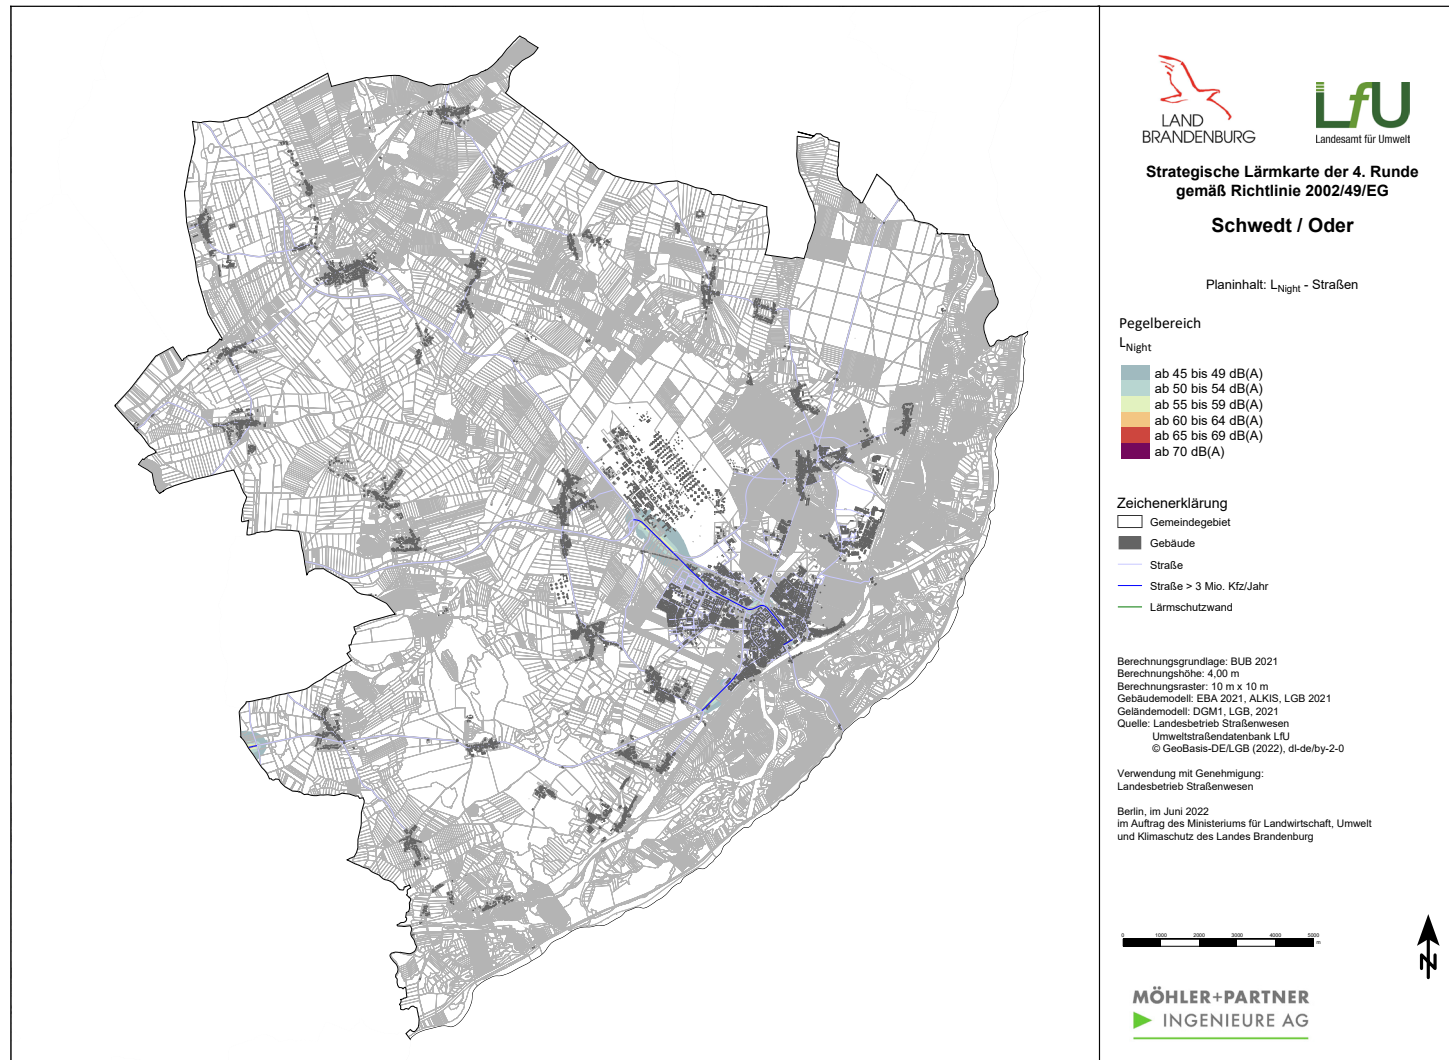 LAND
BRANDENBURG
LfU
Landesamt für Umwelt
Strategische Lärmkarte der 4. Runde
gemäß Richtlinie 2002/49/EG
Schwedt / Oder
Planinhalt: LNight - Straßen
Pegelbereich
LNight
ab 45 bis 49 dB(A)
ab 50 bis 54 dB(A)
ab 55 bis 59 dB(A)
ab 60 bis 64 dB(A)
ab 65 bis 69 dB(A)
ab 70 dB(A)
Zeichenerklärung
Gemeindegebiet
Gebäude
Straße
Straße > 3 Mio. Kfz/Jahr
Lärmschutzwand
Berechnungsgrundlage: BUB 2021
Berechnungshöhe: 4,00 m
Berechnungsraster: 10 m x 10 m
Gebäudemodell: EBA 2021, ALKIS, LGB 2021
Geländemodell: DGM1, LGB, 2021
Quelle: Landesbetrieb Straßenwesen
Umweltstraßendatenbank LfU
© GeoBasis-DE/LGB (2022), dl-de/by-2-0
Verwendung mit Genehmigung:
Landesbetrieb Straßenwesen
Berlin, im Juni 2022
im Auftrag des Ministeriums für Landwirtschaft, Umwelt
und Klimaschutz des Landes Brandenburg
0 1000 2000 3000 4000 5000
m
N
MÖHLER+PARTNER
INGENIEURE AG